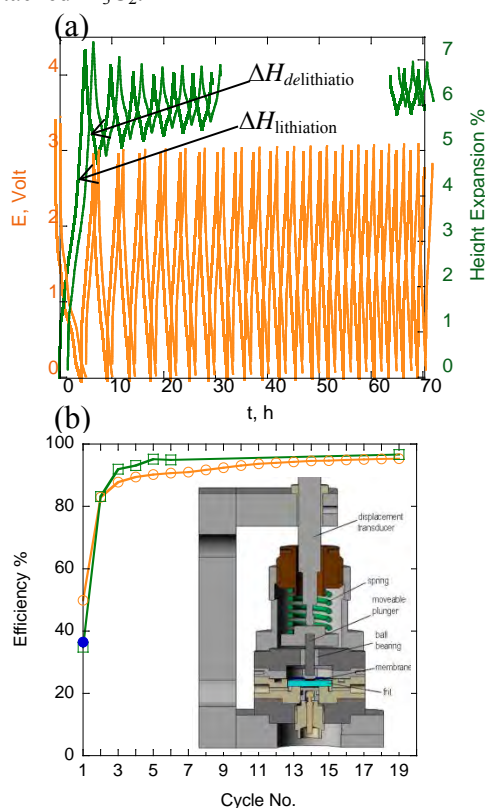 (a)
4
3
2
1
0
E, Volt
ΔH_delithiatio
ΔH_lithiation
7
6
5
4
3
2
1
0
Height Expansion %
0 10 20 30 40 50 60 70
t, h
(b)
100
80
60
40
20
0
Efficiency %
displacement
transducer
spring
moveable
plunger
ball
bearing
membrane
frit
1 3 5 7 9 11 13 15 17 19
Cycle No.